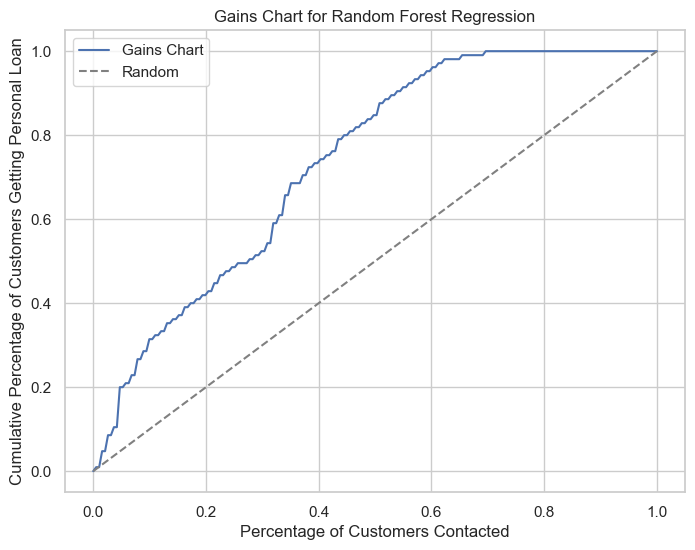 Gains Chart for Random Forest Regression
Gains Chart
Random
Cumulative Percentage of Customers Getting Personal Loan
1.0
0.8
0.6
0.4
0.2
0.0
0.0 0.2 0.4 0.6 0.8 1.0
Percentage of Customers Contacted